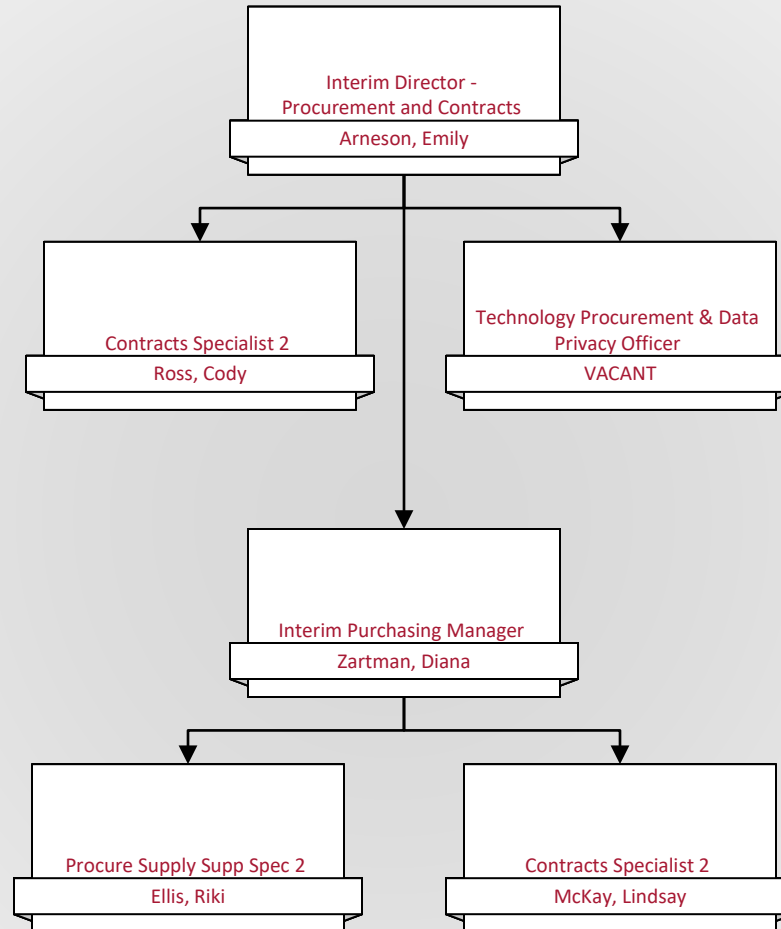 Interim Director -
Procurement and Contracts
Arneson, Emily
Contracts Specialist 2
Ross, Cody
Technology Procurement & Data
Privacy Officer
VACANT
Interim Purchasing Manager
Zartman, Diana
Procure Supply Supp Spec 2
Ellis, Riki
Contracts Specialist 2
McKay, Lindsay